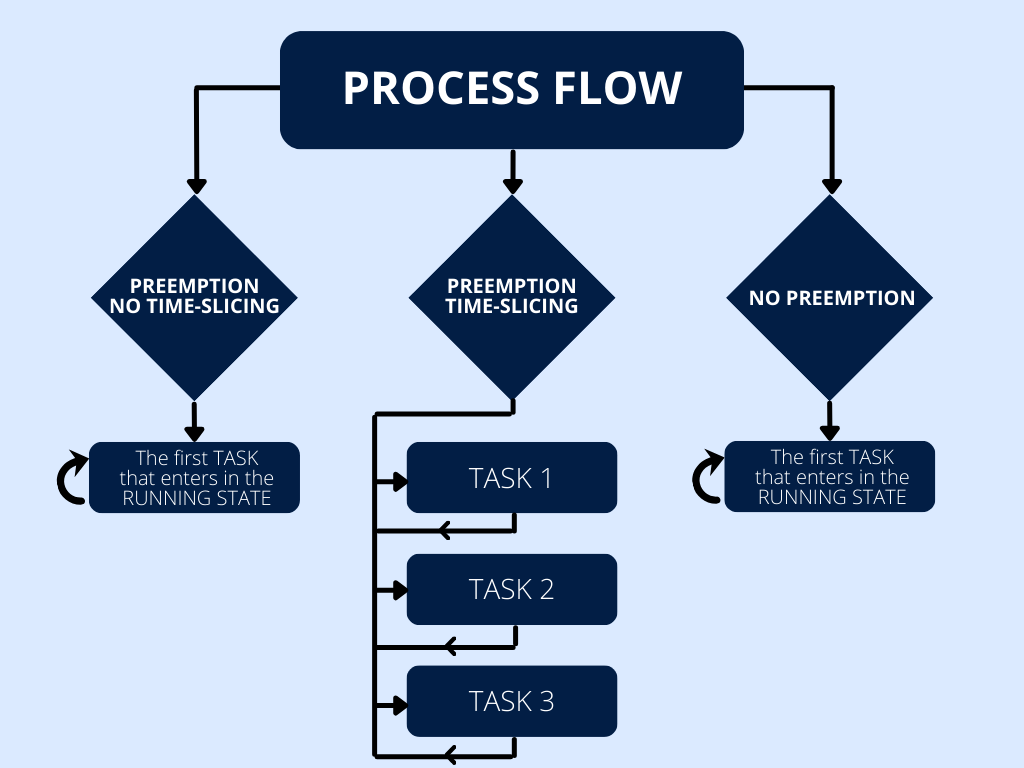 PROCESS FLOW
PREEMPTION
NO TIME-SLICING
PREEMPTION
TIME-SLICING
NO PREEMPTION
The first TASK
that enters in the
RUNNING STATE
TASK 1
TASK 2
TASK 3
The first TASK
that enters in the
RUNNING STATE